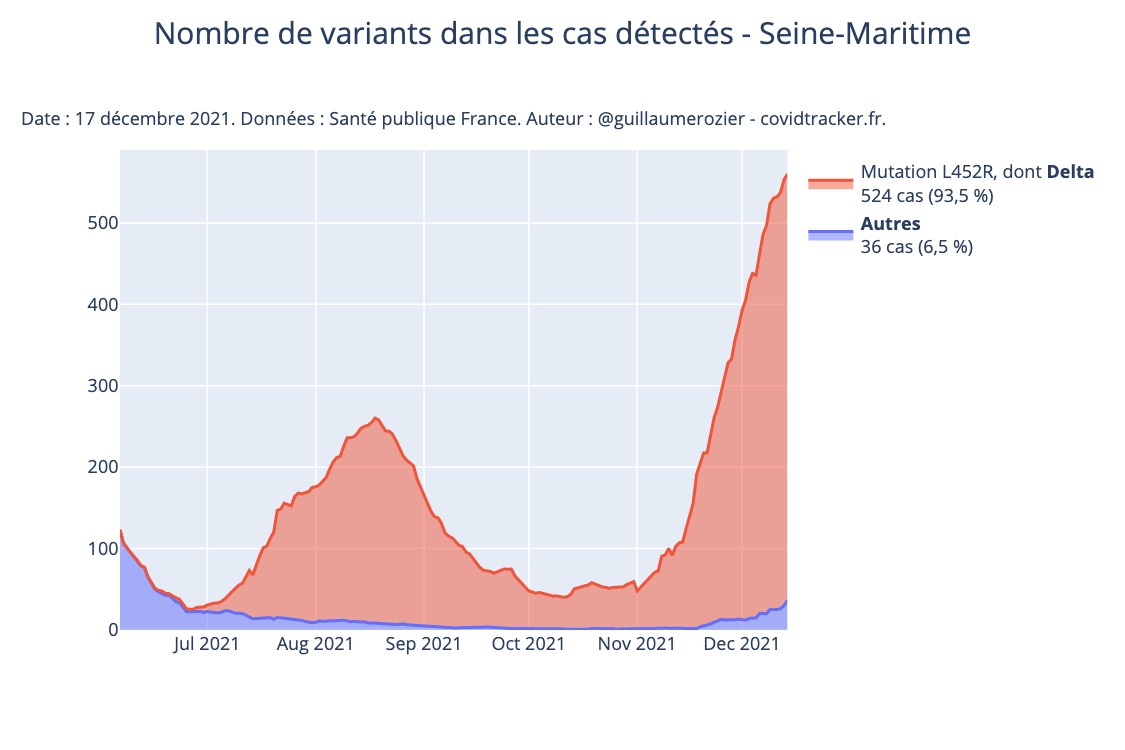 Nombre de variants dans les cas détectés - Seine-Maritime
Date : 17 décembre 2021. Données : Santé publique France. Auteur : @guillaumerozier - covidtracker.fr.
Mutation L452R, dont Delta
524 cas (93,5 %)
Autres
36 cas (6,5 %)
500
400
300
200
100
0
Jul 2021
Aug 2021
Sep 2021
Oct 2021
Nov 2021
Dec 2021